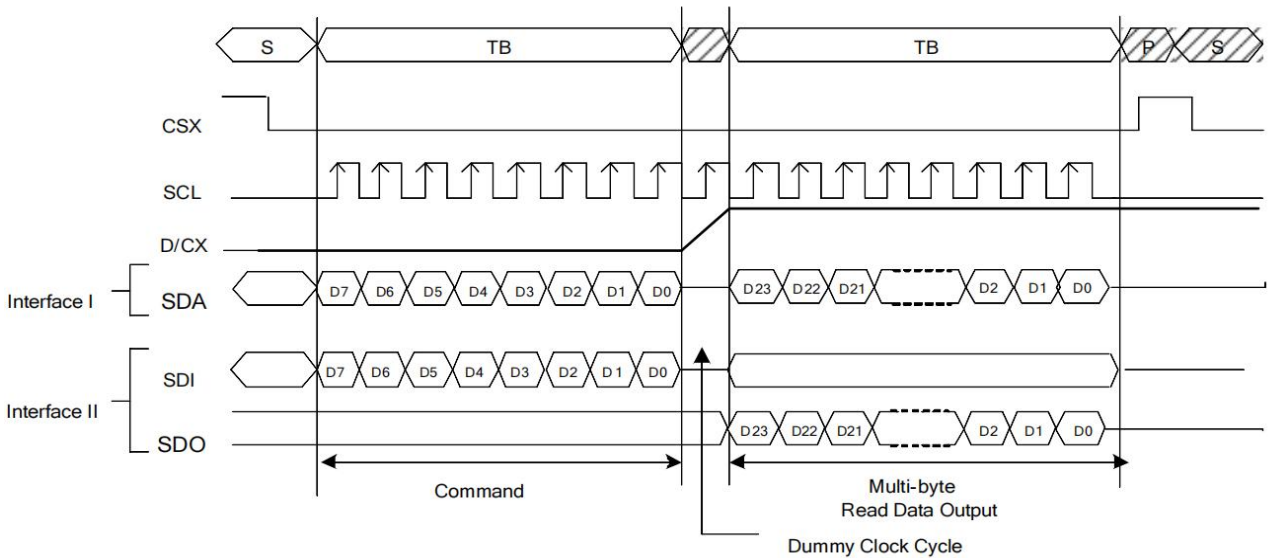 S TB TB P S
CSX
SCL
D/CX
Interface I SDA D7 D6 D5 D4 D3 D2 D1 D0 D23 D22 D21 D2 D1 D0
SDI D7 D6 D5 D4 D3 D2 D1 D0
Interface II
SDO D23 D22 D21 D2 D1 D0
Command
Multi-byte
Read Data Output
Dummy Clock Cycle